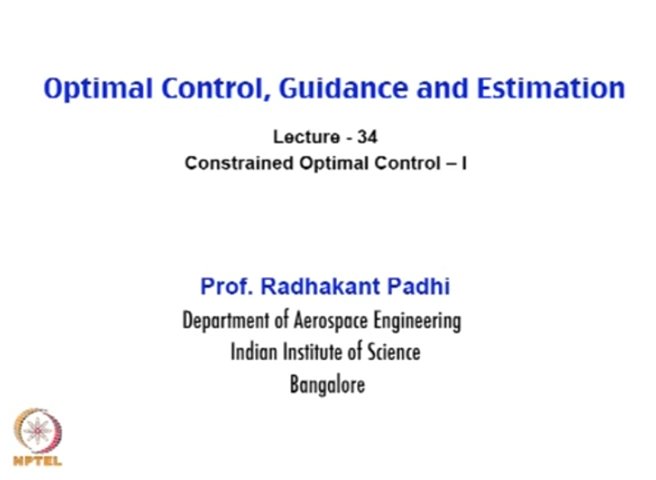 Optimal Control, Guidance and Estimation
Lecture - 34
Constrained Optimal Control – I
Prof. Radhakant Padhi
Department of Aerospace Engineering
Indian Institute of Science
Bangalore
NPTEL